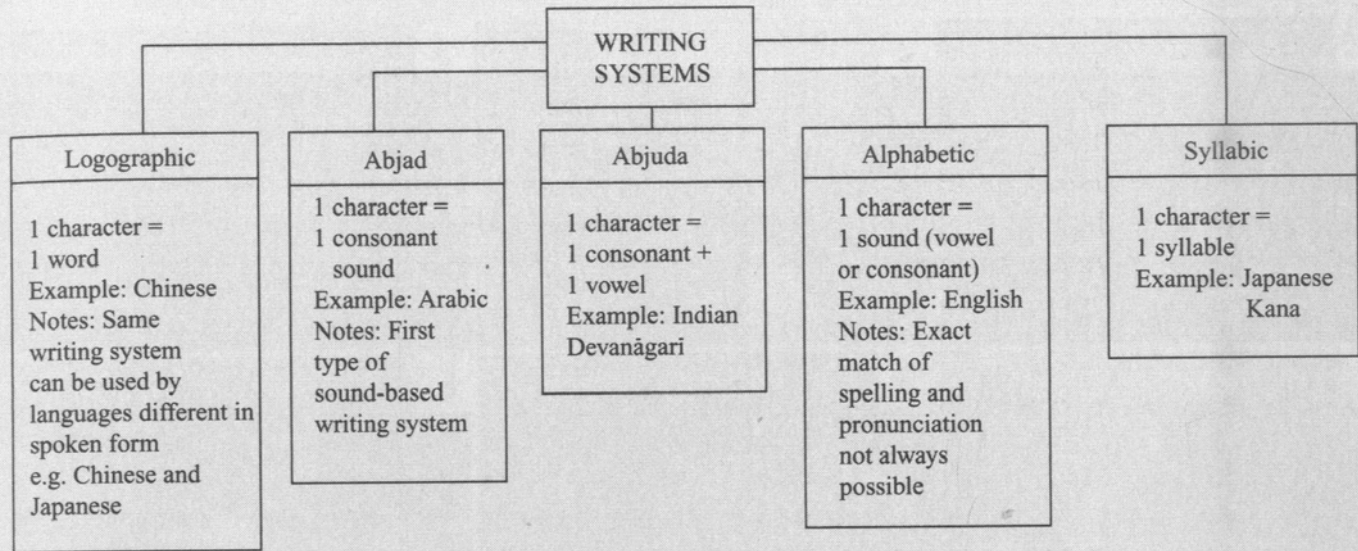 WRITING
SYSTEMS
Logographic
1 character =
1 word
Example: Chinese
Notes: Same
writing system
can be used by
languages different in
spoken form
e.g. Chinese and
Japanese
Abjad
1 character =
1 consonant
sound
Example: Arabic
Notes: First
type of
sound-based
writing system
Abjuda
1 character =
1 consonant +
1 vowel
Example: Indian
Devanāgarī
Alphabetic
1 character =
1 sound (vowel
or consonant)
Example: English
Notes: Exact
match of
spelling and
pronunciation
not always
possible
Syllabic
1 character =
1 syllable
Example: Japanese
Kana